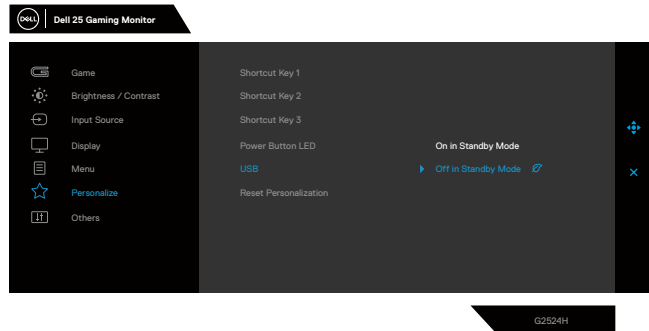 DELL
Dell 25 Gaming Monitor
Game
Shortcut Key 1
Brightness / Contrast
Shortcut Key 2
Input Source
Shortcut Key 3
Display
Power Button LED
On in Standby Mode
Menu
USB
Off in Standby Mode
Personalize
Reset Personalization
Others
G2524H